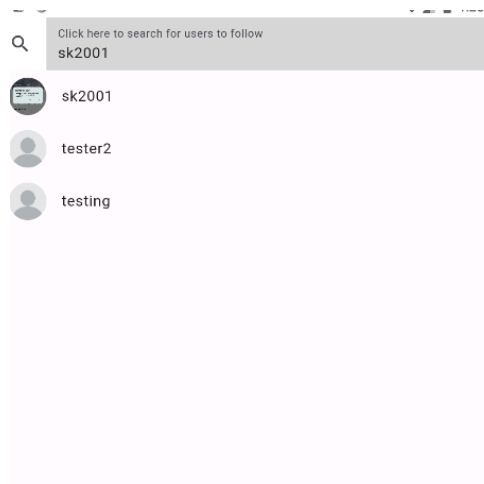 Click here to search for users to follow
sk2001
sk2001
tester2
testing